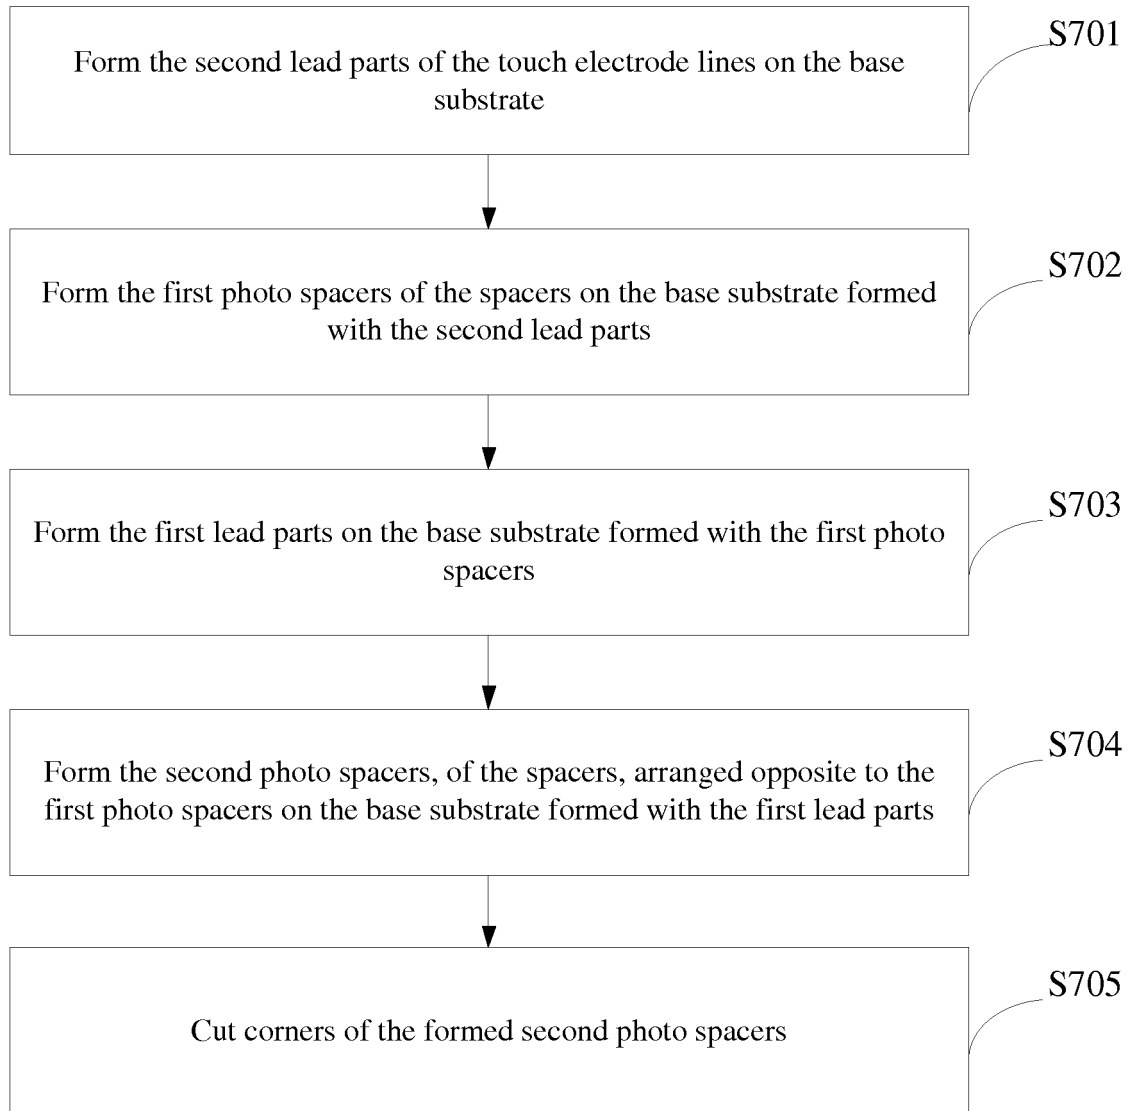 Form the second lead parts of the touch electrode lines on the base
substrate
S701
Form the first photo spacers of the spacers on the base substrate formed
with the second lead parts
S702
Form the first lead parts on the base substrate formed with the first photo
spacers
S703
Form the second photo spacers, of the spacers, arranged opposite to the
first photo spacers on the base substrate formed with the first lead parts
S704
Cut corners of the formed second photo spacers
S705